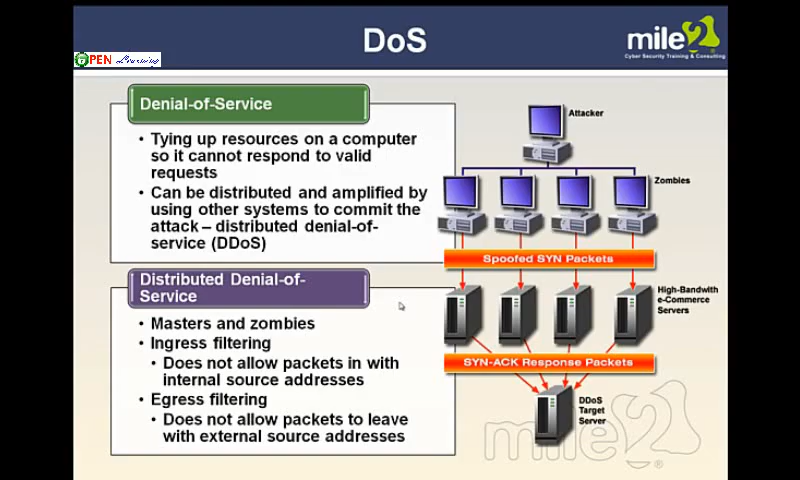 DoS
mile2
Cyber Security Training & Consulting
OPEN Learning
Denial-of-Service
• Tying up resources on a computer
so it cannot respond to valid
requests
• Can be distributed and amplified by
using other systems to commit the
attack – distributed denial-of-
service (DDoS)
Distributed Denial-of-
Service
• Masters and zombies
• Ingress filtering
• Does not allow packets in with
internal source addresses
• Egress filtering
• Does not allow packets to leave
with external source addresses
Attacker
Zombies
Spoofed SYN Packets
High-Bandwith
e-Commerce
Servers
SYN-ACK Response Packets
DDoS
Target
Server
mile2
®